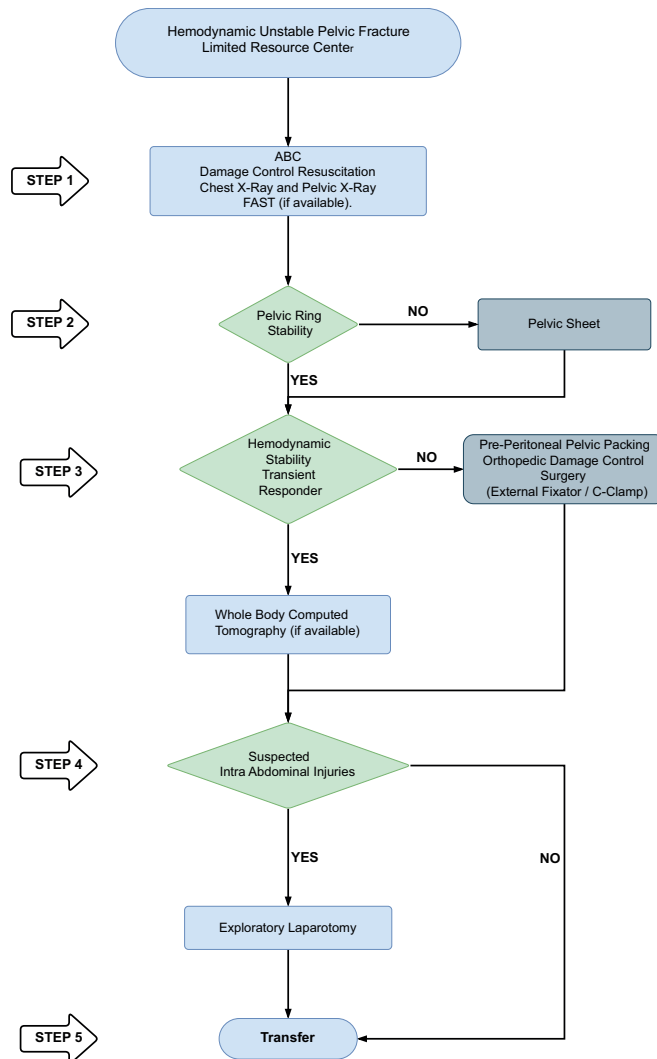 Hemodynamic Unstable Pelvic Fracture
Limited Resource Center
STEP 1
ABC
Damage Control Resuscitation
Chest X-Ray and Pelvic X-Ray
FAST (if available).
STEP 2
Pelvic Ring
Stability
NO
Pelvic Sheet
YES
STEP 3
Hemodynamic
Stability
Transient
Responder
NO
Pre-Peritoneal Pelvic Packing
Orthopedic Damage Control
Surgery
(External Fixator / C-Clamp)
YES
Whole Body Computed
Tomography (if available)
STEP 4
Suspected
Intra Abdominal Injuries
YES
NO
Exploratory Laparotomy
STEP 5
Transfer